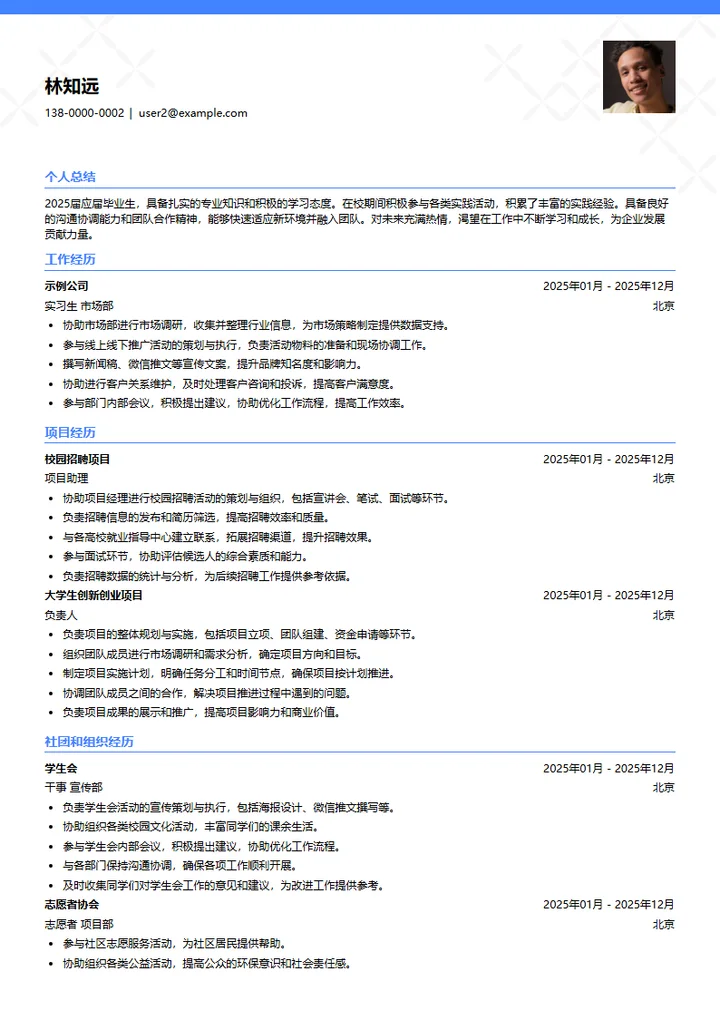 林知远
138-0000-0002 | user2@example.com
个人总结
2025届应届毕业生，具备扎实的专业知识和积极的学习态度。在校期间积极参与各类实践活动，积累了丰富的实践经验。具备良好
的沟通协调能力和团队合作精神，能够快速适应新环境并融入团队。对未来充满热情，渴望在工作中不断学习和成长，为企业发展
贡献力量。
工作经历
示例公司 2025年01月 - 2025年12月
实习生 市场部 北京
• 协助市场部进行市场调研，收集并整理行业信息，为市场策略制定提供数据支持。
• 参与线上线下推广活动的策划与执行，负责活动物料的准备和现场协调工作。
• 撰写新闻稿、微信推文等宣传文案，提升品牌知名度和影响力。
• 协助进行客户关系维护，及时处理客户咨询和投诉，提高客户满意度。
• 参与部门内部会议，积极提出建议，协助优化工作流程，提高工作效率。
项目经历
校园招聘项目 2025年01月 - 2025年12月
项目助理 北京
• 协助项目经理进行校园招聘活动的策划与组织，包括宣讲会、笔试、面试等环节。
• 负责招聘信息的发布和简历筛选，提高招聘效率和质量。
• 与各高校就业指导中心建立联系，拓展招聘渠道，提升招聘效果。
• 参与面试环节，协助评估候选人的综合素质和能力。
• 负责招聘数据的统计与分析，为后续招聘工作提供参考依据。
大学生创新创业项目 2025年01月 - 2025年12月
负责人 北京
• 负责项目的整体规划与实施，包括项目立项、团队组建、资金申请等环节。
• 组织团队成员进行市场调研和需求分析，确定项目方向和目标。
• 制定项目实施计划，明确任务分工和时间节点，确保项目按计划推进。
• 协调团队成员之间的合作，解决项目推进过程中遇到的问题。
• 负责项目成果的展示和推广，提高项目影响力和商业价值。
社团和组织经历
学生会 2025年01月 - 2025年12月
干事 宣传部 北京
• 负责学生会活动的宣传策划与执行，包括海报设计、微信推文撰写等。
• 协助组织各类校园文化活动，丰富同学们的课余生活。
• 参与学生会内部会议，积极提出建议，协助优化工作流程。
• 与各部门保持沟通协调，确保各项工作顺利开展。
• 及时收集同学们对学生会工作的意见和建议，为改进工作提供参考。
志愿者协会 2025年01月 - 2025年12月
志愿者 项目部 北京
• 参与社区志愿服务活动，为社区居民提供帮助。
• 协助组织各类公益活动，提高公众的环保意识和社会责任感。